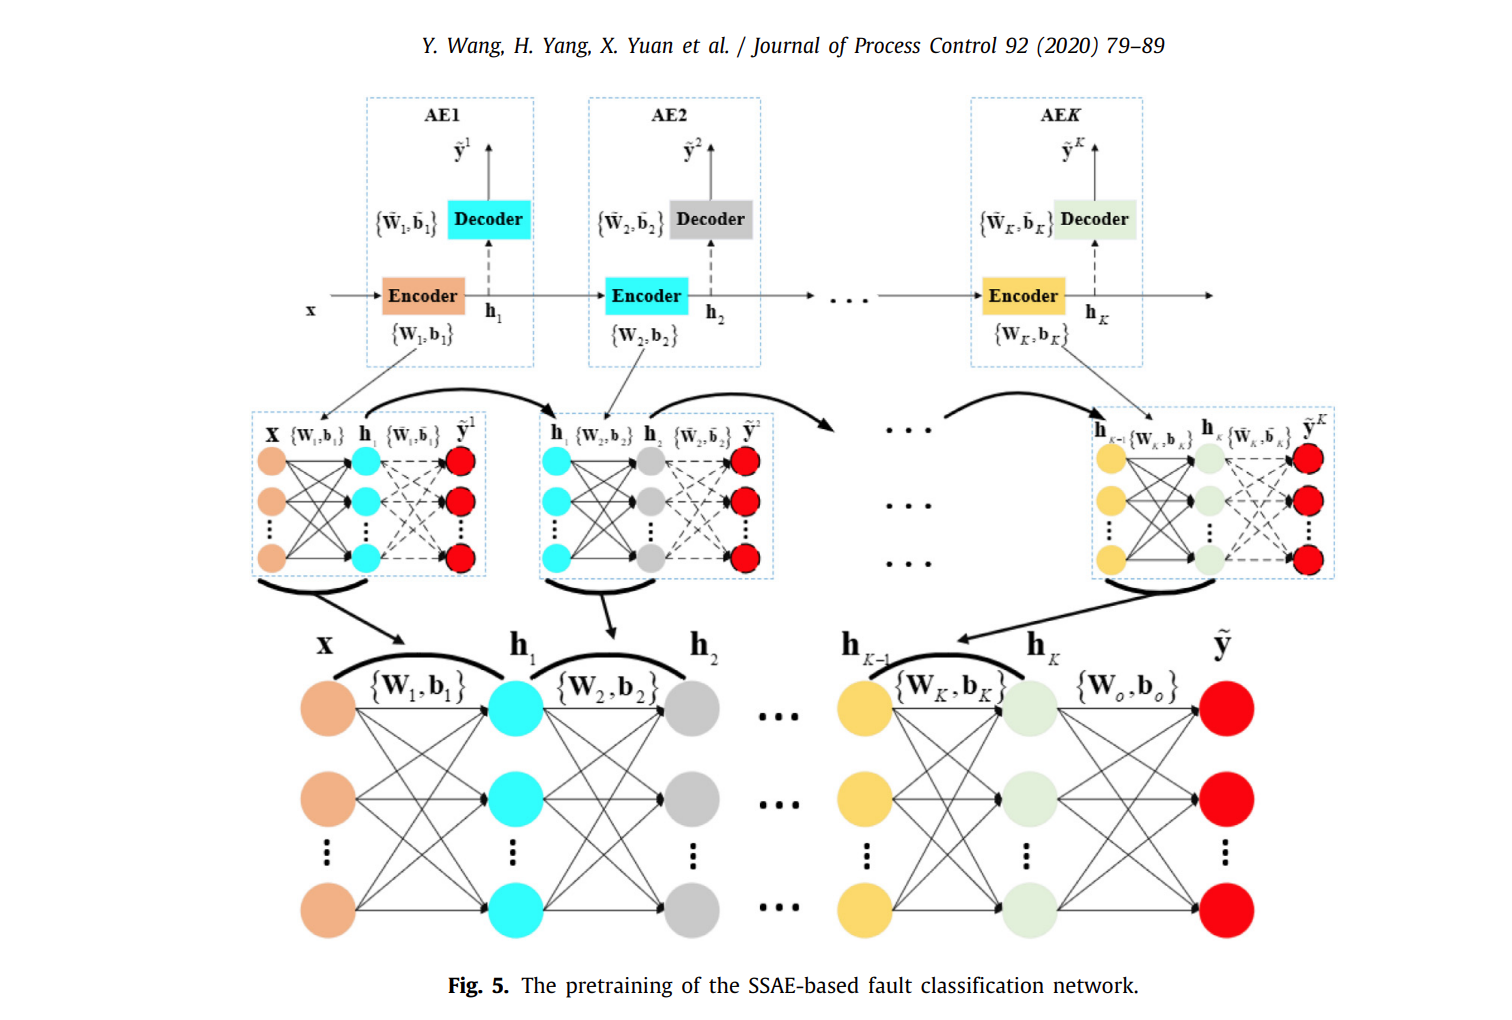 Y. Wang, H. Yang, X. Yuan et al. / Journal of Process Control 92 (2020) 79–89
AE1 AE2 AEK
ỹ¹ ỹ² ỹᴷ
{W̃₁,b̃₁} Decoder {W̃₂,b̃₂} Decoder {W̃_K,b̃_K} Decoder
x Encoder h₁ Encoder h₂ ... Encoder h_K
{W₁,b₁} {W₂,b₂} {W_K,b_K}
x {W₁,b₁} h₁ {W̃₁,b̃₁} ỹ¹ h₁ {W₂,b₂} h₂ {W̃₂,b̃₂} ỹ² ... h_K−1 {W_K,b_K} h_K {W̃_K,b̃_K} ỹᴷ
x h₁ h₂ h_K−1 h_K ỹ
{W₁,b₁} {W₂,b₂} {W_K,b_K} {Wₒ,bₒ}
Fig. 5. The pretraining of the SSAE-based fault classification network.